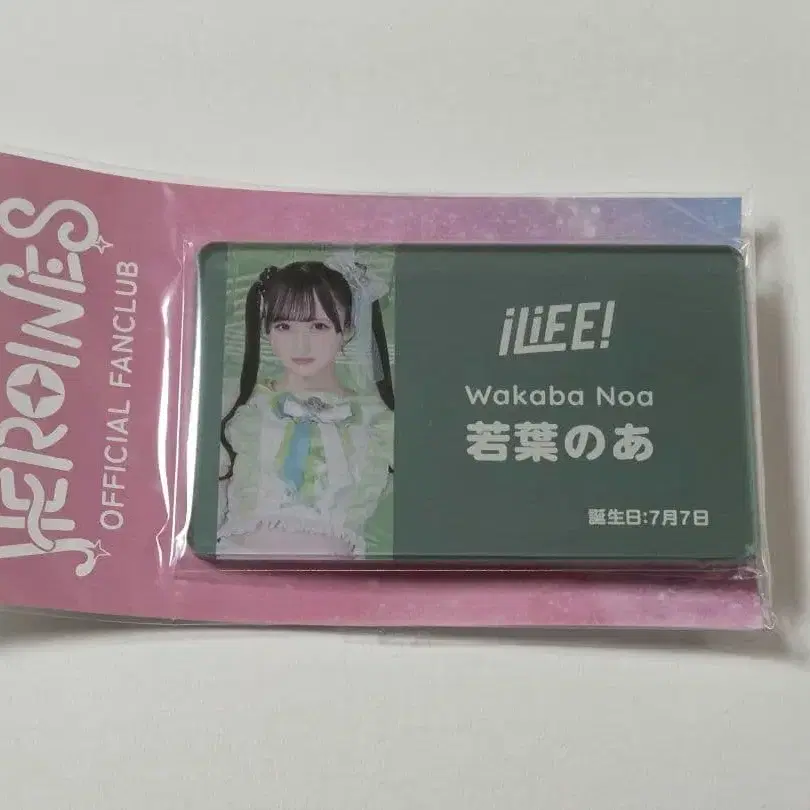 HEROINES
OFFICIAL FANCLUB
iLiFE!
Wakaba Noa
若葉のあ
誕生日:7月7日